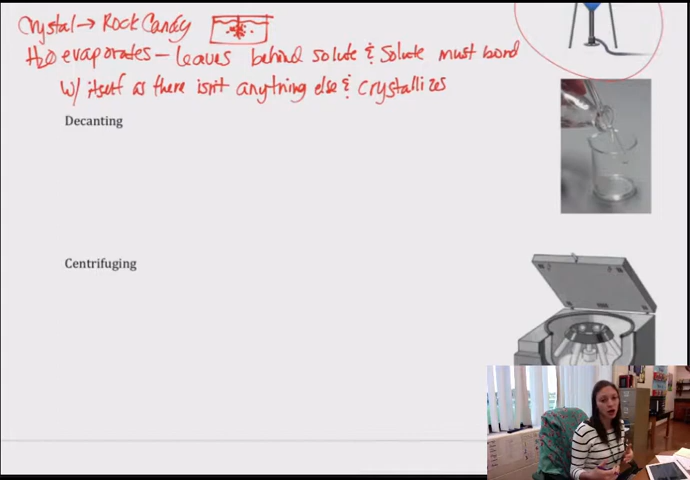 Crystal → Rock Candy
H₂O evaporates – leaves behind solute & solute must bond
w/ itself as there isn't anything else & crystallizes
Decanting
Centrifuging